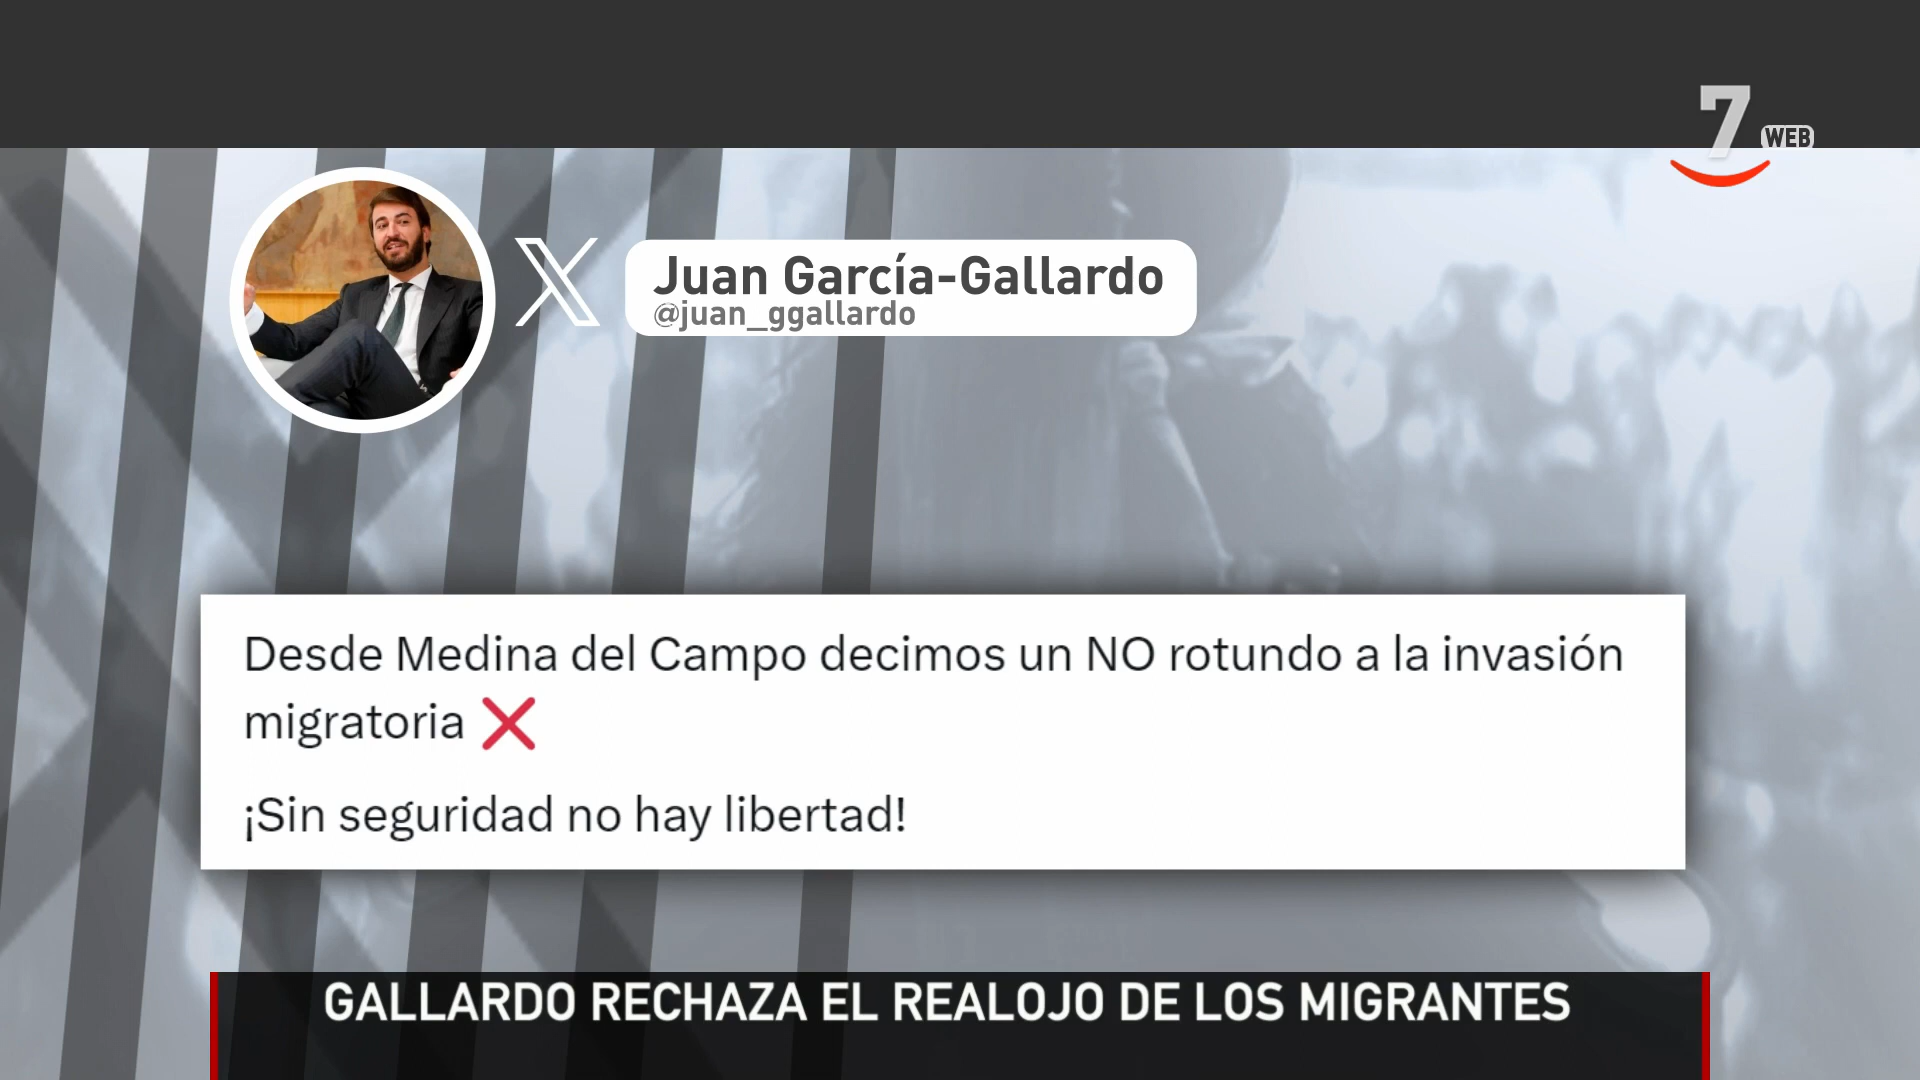 7 WEB
Juan García-Gallardo
@juan_ggallardo
Desde Medina del Campo decimos un NO rotundo a la invasión
migratoria ❌
¡Sin seguridad no hay libertad!
GALLARDO RECHAZA EL REALOJO DE LOS MIGRANTES